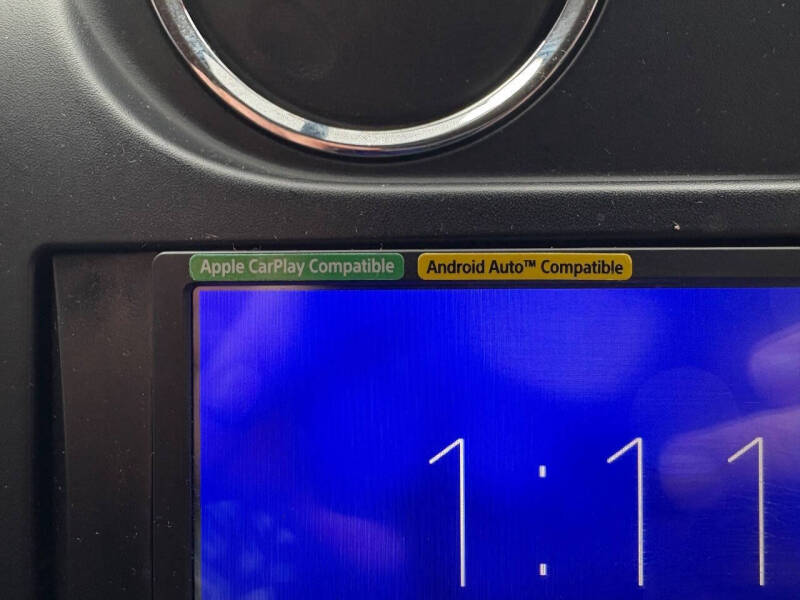 Apple CarPlay Compatible
Android Auto™ Compatible
1:11